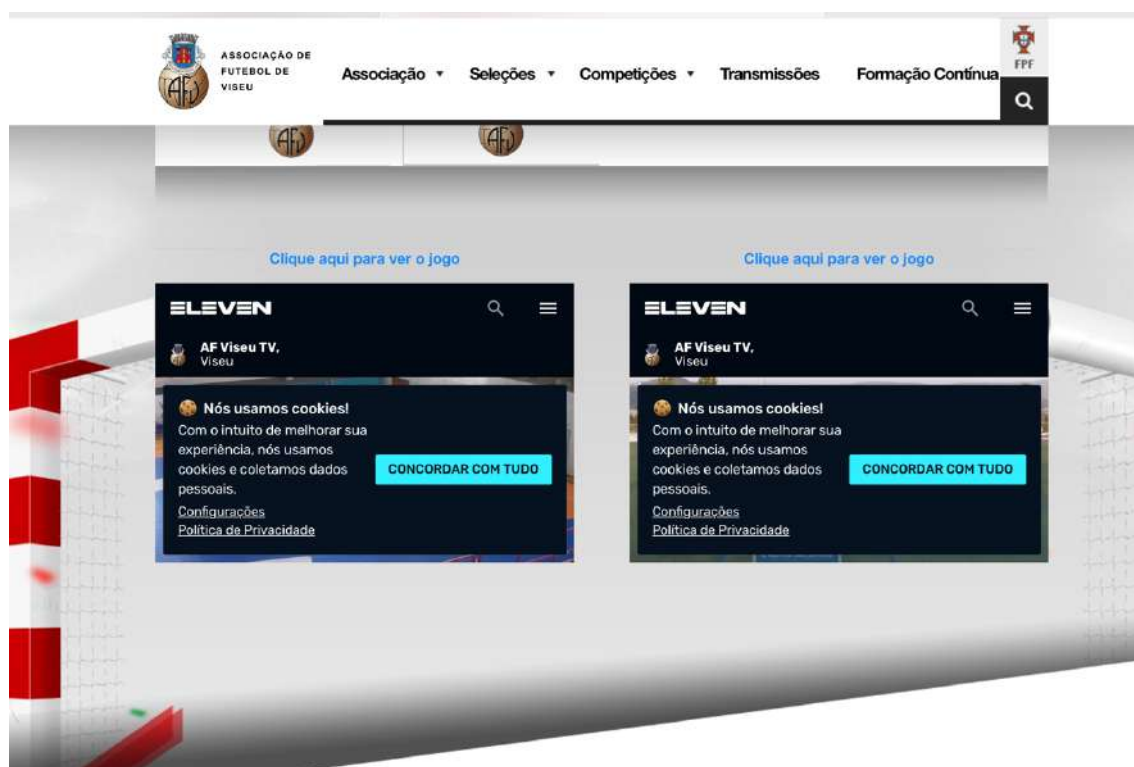 ASSOCIAÇÃO DE
FUTEBOL DE
VISEU
AFV
Associação Seleções Competições Transmissões Formação Contínua
FPF
AFV AFV
Clique aqui para ver o jogo Clique aqui para ver o jogo
ELEVEN ELEVEN
AF Viseu TV, AF Viseu TV,
Viseu Viseu
Nós usamos cookies! Nós usamos cookies!
Com o intuito de melhorar sua Com o intuito de melhorar sua
experiência, nós usamos experiência, nós usamos
cookies e coletamos dados CONCORDAR COM TUDO cookies e coletamos dados CONCORDAR COM TUDO
pessoais. pessoais.
Configurações Configurações
Política de Privacidade Política de Privacidade